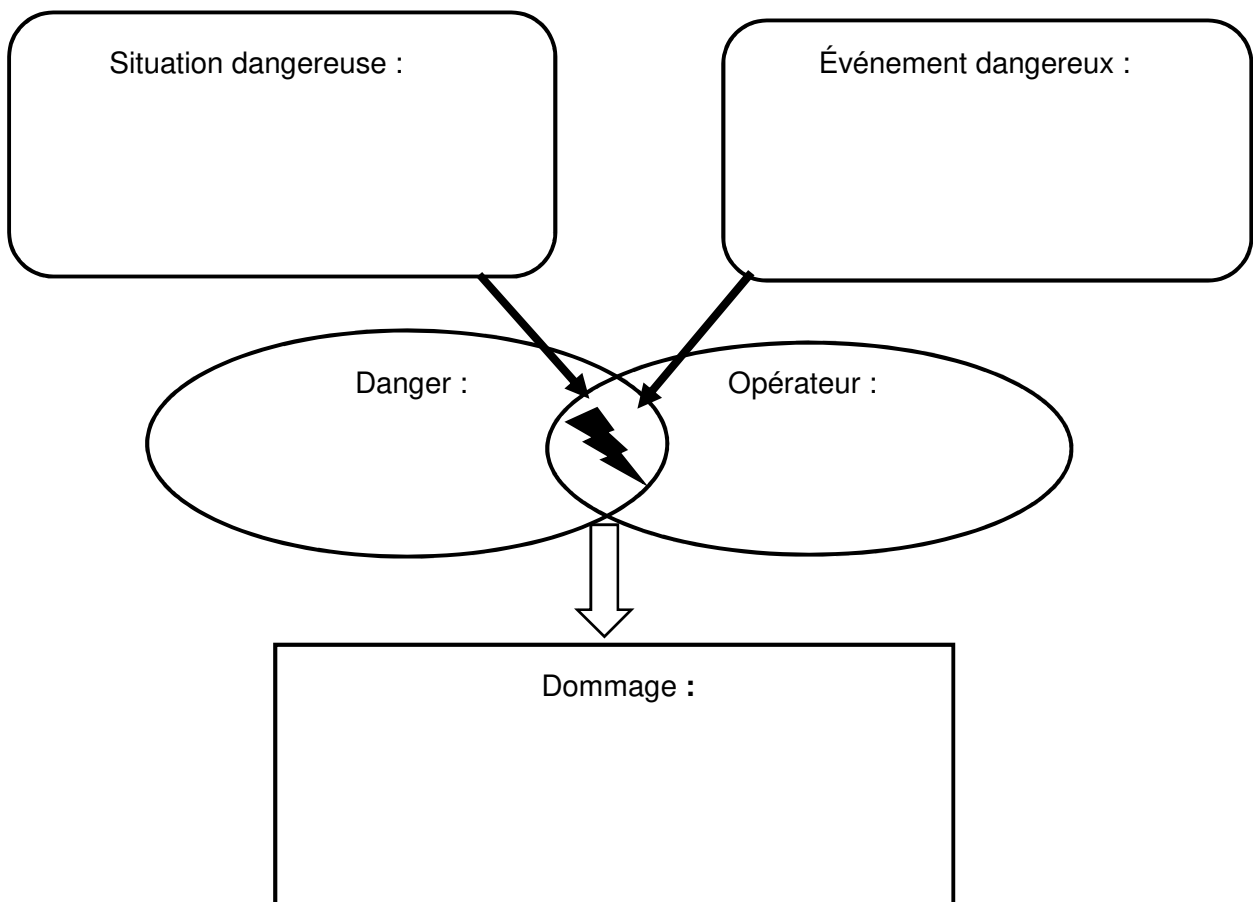 Situation dangereuse :
Événement dangereux :
Danger :
Opérateur :
Dommage :